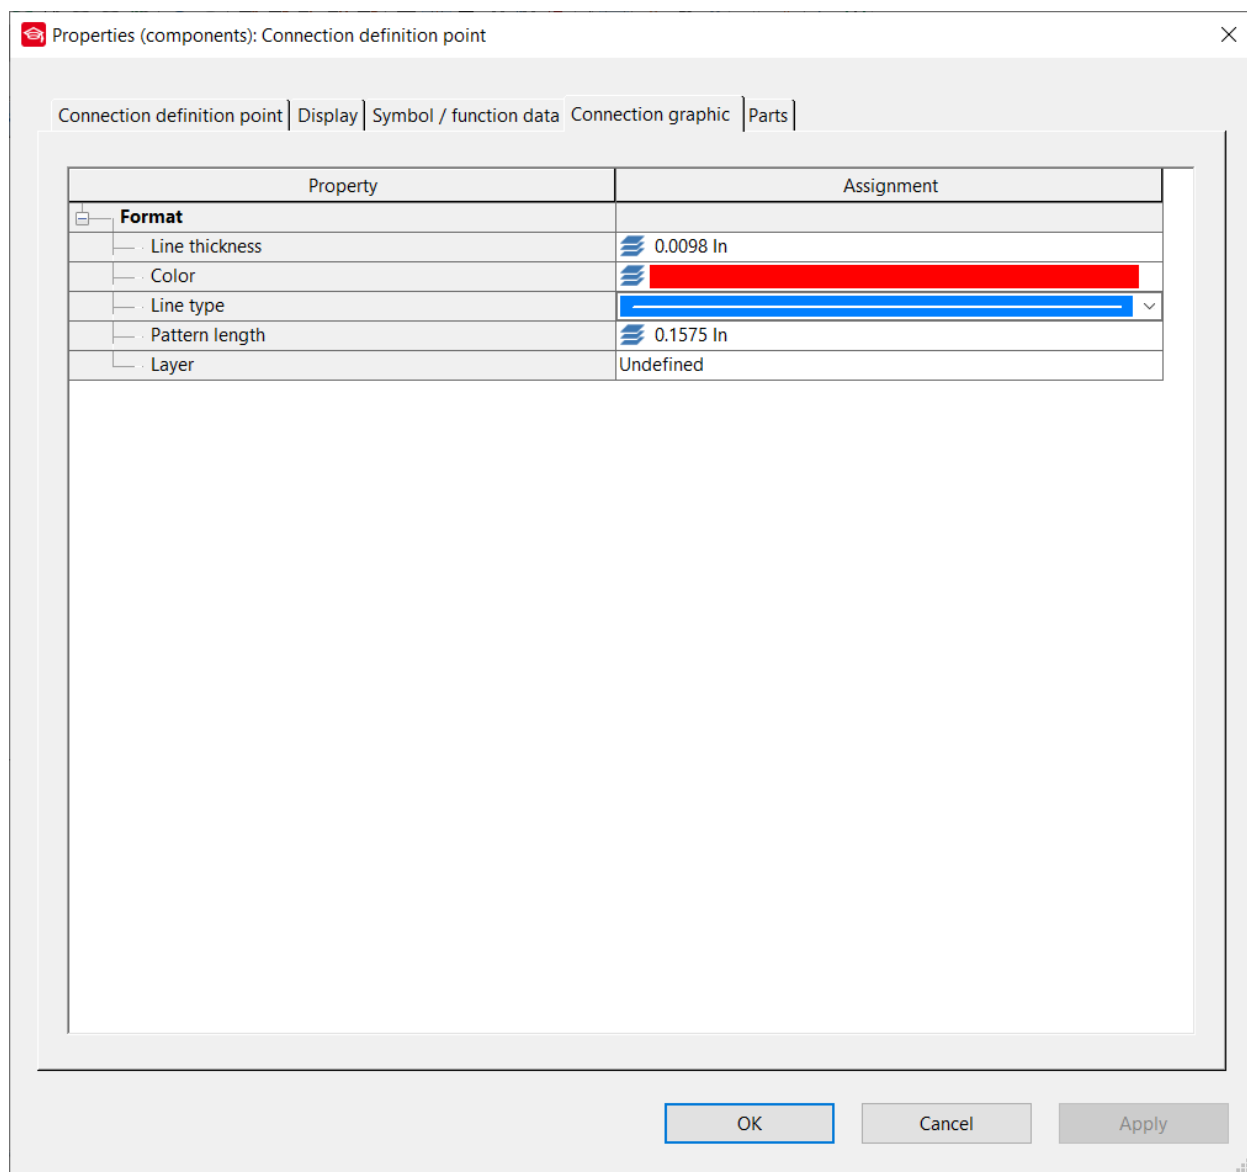 Properties (components): Connection definition point
Connection definition point Display Symbol / function data Connection graphic Parts
Property Assignment
Format
Line thickness 0.0098 In
Color
Line type
Pattern length 0.1575 In
Layer Undefined
OK Cancel Apply